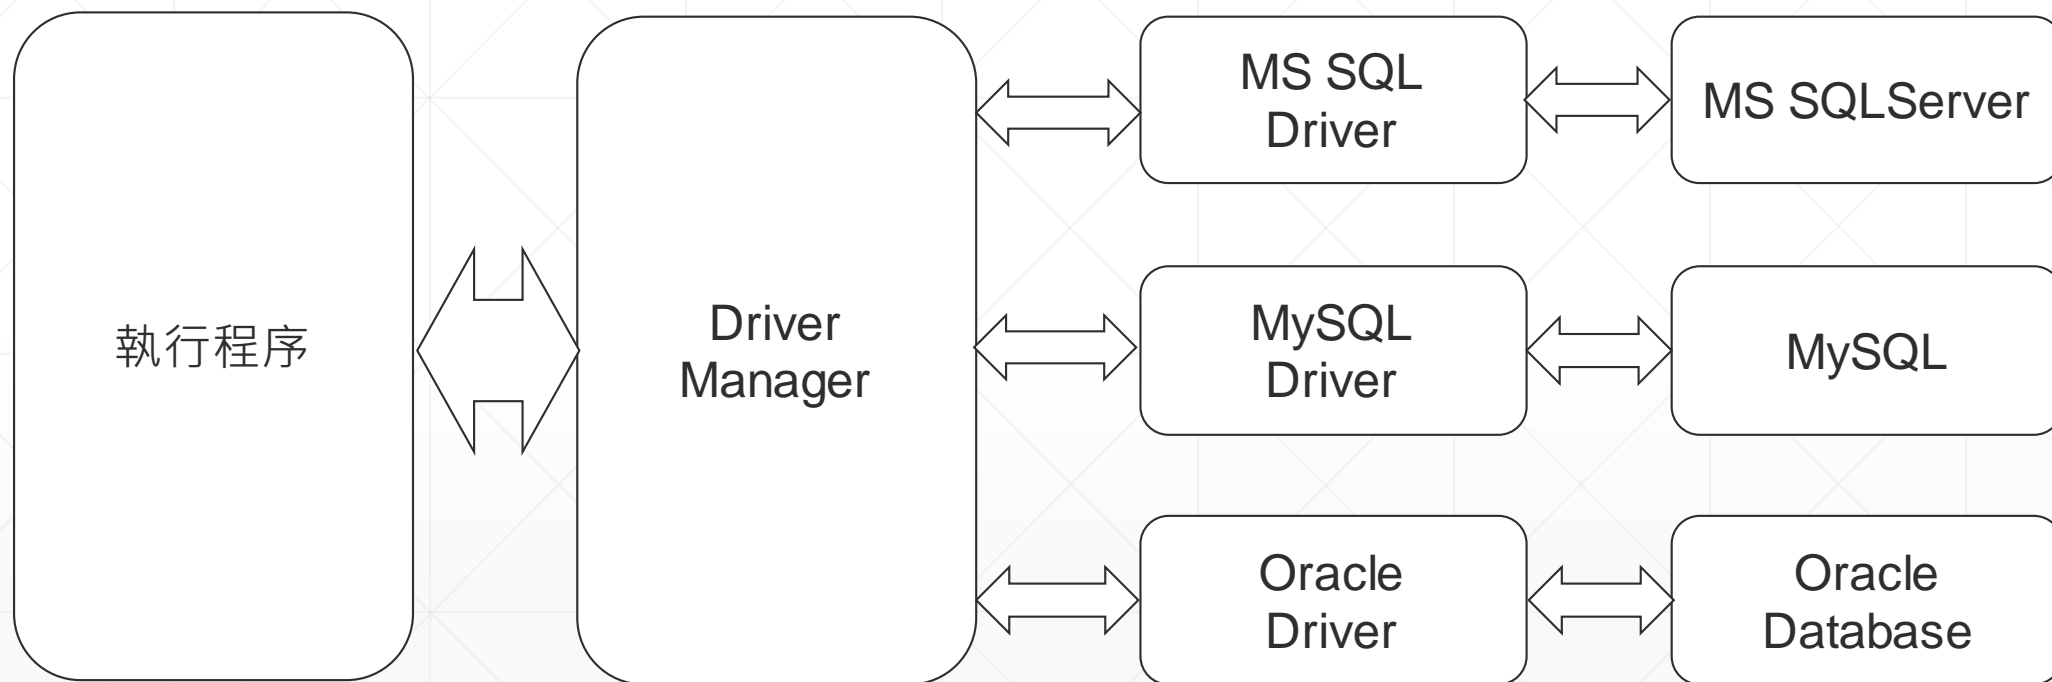 執行程序
Driver
Manager
MS SQL
Driver
MS SQLServer
MySQL
Driver
MySQL
Oracle
Driver
Oracle
Database